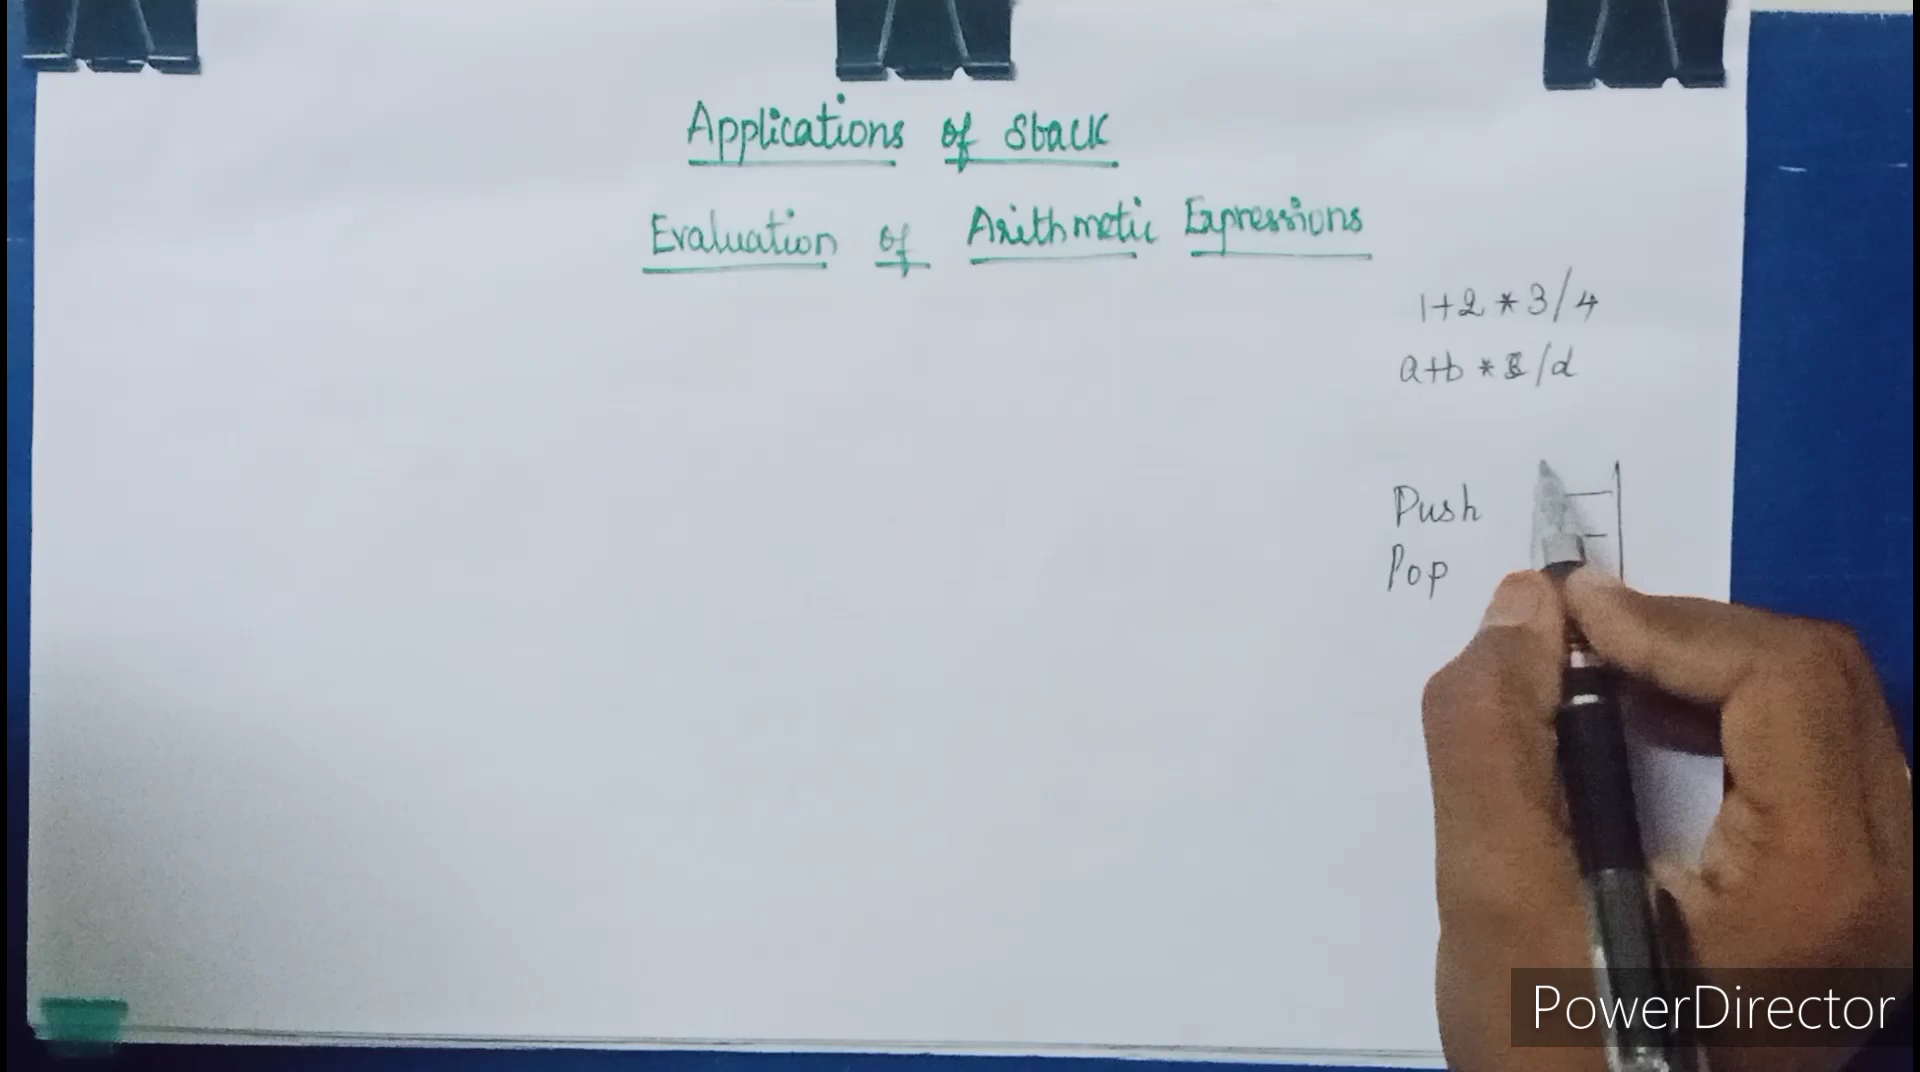 Applications of Stack
Evaluation of Arithmetic Expressions
1+2*3/4
a+b* /d
Push
Pop
PowerDirector